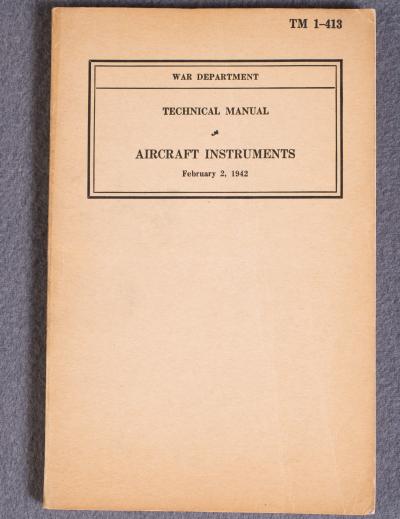 TM 1–413
WAR DEPARTMENT
TECHNICAL MANUAL
AIRCRAFT INSTRUMENTS
February 2, 1942